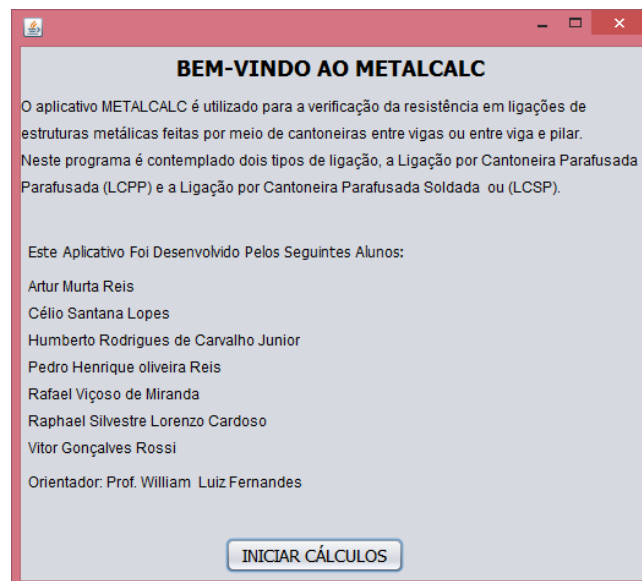 BEM-VINDO AO METALCALC
O aplicativo METALCALC é utilizado para a verificação da resistência em ligações de
estruturas metálicas feitas por meio de cantoneiras entre vigas ou entre viga e pilar.
Neste programa é contemplado dois tipos de ligação, a Ligação por Cantoneira Parafusada
Parafusada (LCPP) e a Ligação por Cantoneira Parafusada Soldada ou (LCSP).
Este Aplicativo Foi Desenvolvido Pelos Seguintes Alunos:
Artur Murta Reis
Célio Santana Lopes
Humberto Rodrigues de Carvalho Junior
Pedro Henrique oliveira Reis
Rafael Viçoso de Miranda
Raphael Silvestre Lorenzo Cardoso
Vitor Gonçalves Rossi
Orientador: Prof. William Luiz Fernandes
INICIAR CÁLCULOS